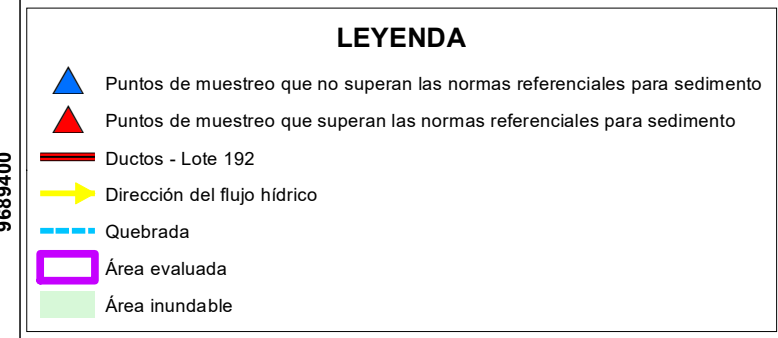 LEYENDA
Puntos de muestreo que no superan las normas referenciales para sedimento
Puntos de muestreo que superan las normas referenciales para sedimento
Ductos - Lote 192
Dirección del flujo hídrico
Quebrada
Área evaluada
Área inundable
9689400